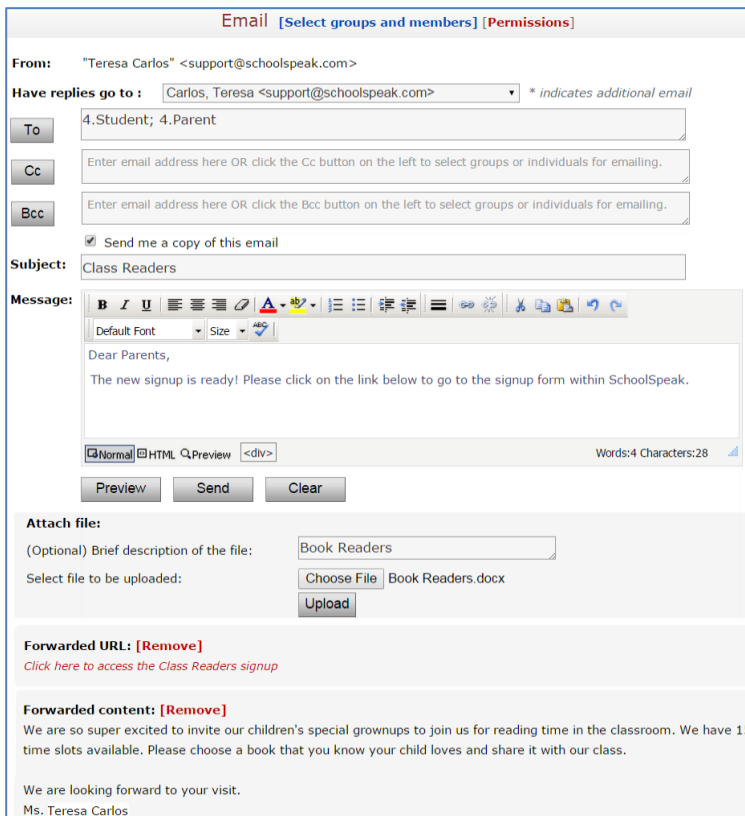 Email [Select groups and members] [Permissions]
From: "Teresa Carlos" <support@schoolspeak.com>
Have replies go to : Carlos, Teresa <support@schoolspeak.com> * indicates additional email
To 4.Student; 4.Parent
Cc Enter email address here OR click the Cc button on the left to select groups or individuals for emailing.
Bcc Enter email address here OR click the Bcc button on the left to select groups or individuals for emailing.
Send me a copy of this email
Subject: Class Readers
Message: B I U A ab
Default Font Size ABC
Dear Parents,
The new signup is ready! Please click on the link below to go to the signup form within SchoolSpeak.
Normal HTML Preview <div> Words:4 Characters:28
Preview Send Clear
Attach file:
(Optional) Brief description of the file: Book Readers
Select file to be uploaded: Choose File Book Readers.docx
Upload
Forwarded URL: [Remove]
Click here to access the Class Readers signup
Forwarded content: [Remove]
We are so super excited to invite our children's special grownups to join us for reading time in the classroom. We have
time slots available. Please choose a book that you know your child loves and share it with our class.
We are looking forward to your visit.
Ms. Teresa Carlos